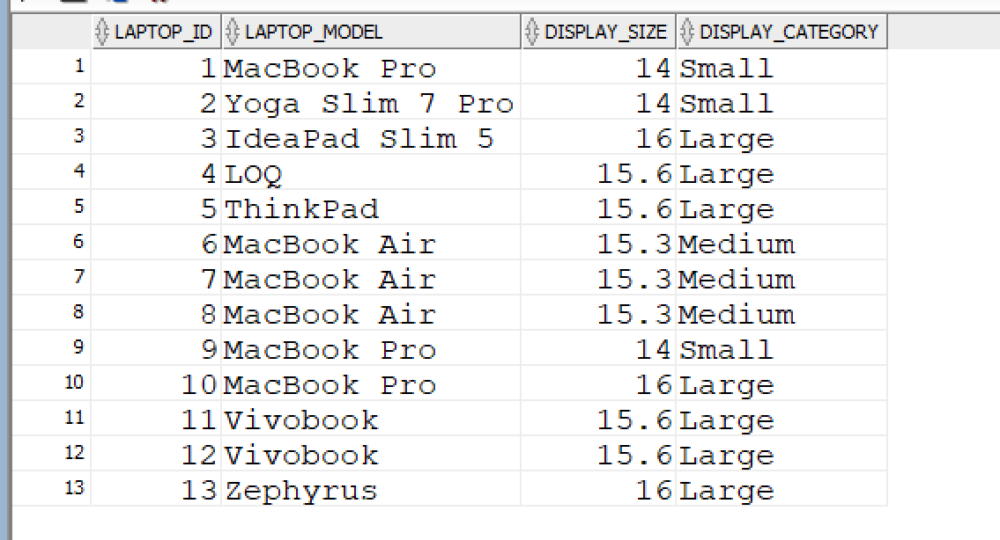 LAPTOP_ID LAPTOP_MODEL DISPLAY_SIZE DISPLAY_CATEGORY
1 1 MacBook Pro 14 Small
2 2 Yoga Slim 7 Pro 14 Small
3 3 IdeaPad Slim 5 16 Large
4 4 LOQ 15.6 Large
5 5 ThinkPad 15.6 Large
6 6 MacBook Air 15.3 Medium
7 7 MacBook Air 15.3 Medium
8 8 MacBook Air 15.3 Medium
9 9 MacBook Pro 14 Small
10 10 MacBook Pro 16 Large
11 11 Vivobook 15.6 Large
12 12 Vivobook 15.6 Large
13 13 Zephyrus 16 Large